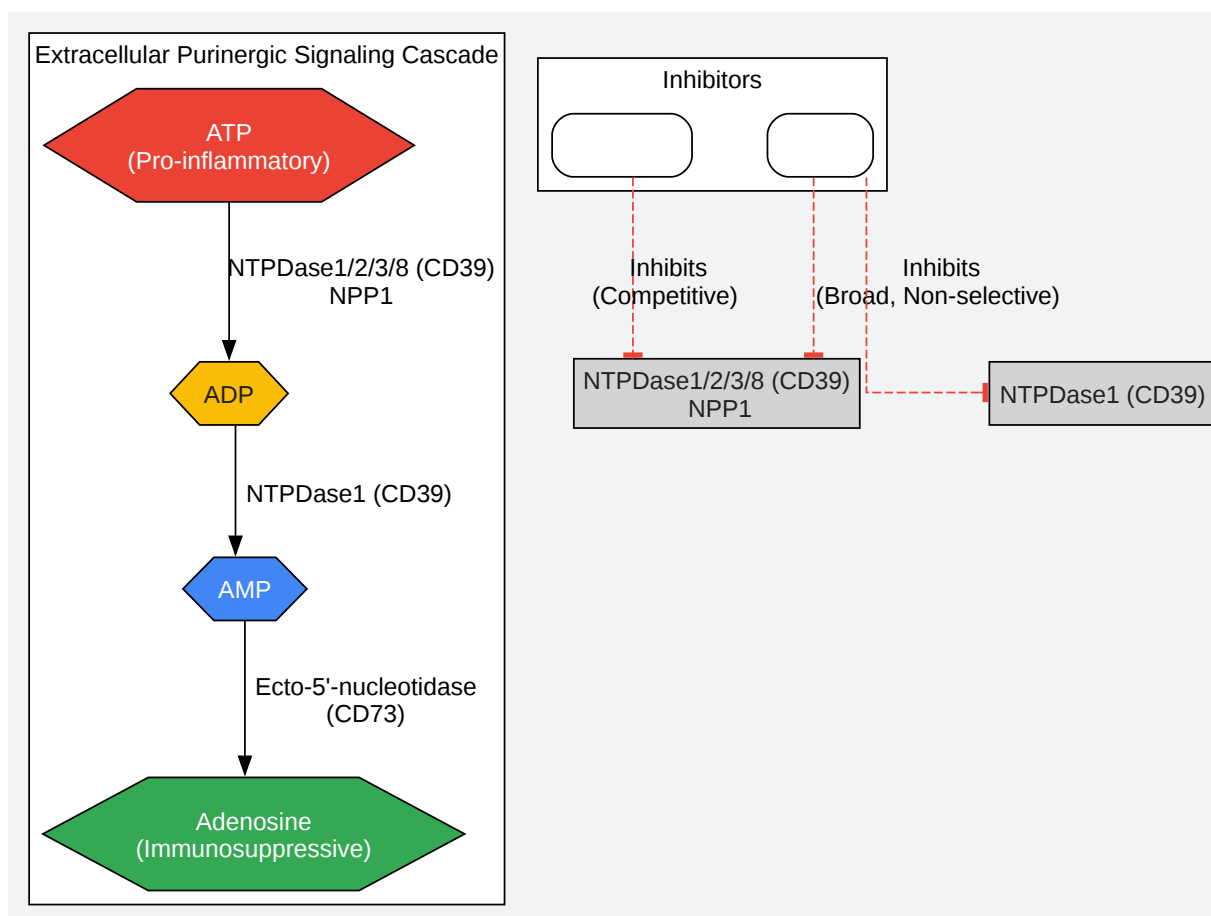 Extracellular Purinergic Signaling Cascade
ATP
(Pro-inflammatory)
NTPDase1/2/3/8 (CD39)
NPP1
ADP
NTPDase1 (CD39)
AMP
Ecto-5'-nucleotidase
(CD73)
Adenosine
(Immunosuppressive)
Inhibitors
Inhibits
(Competitive)
Inhibits
(Broad, Non-selective)
NTPDase1/2/3/8 (CD39)
NPP1
NTPDase1 (CD39)